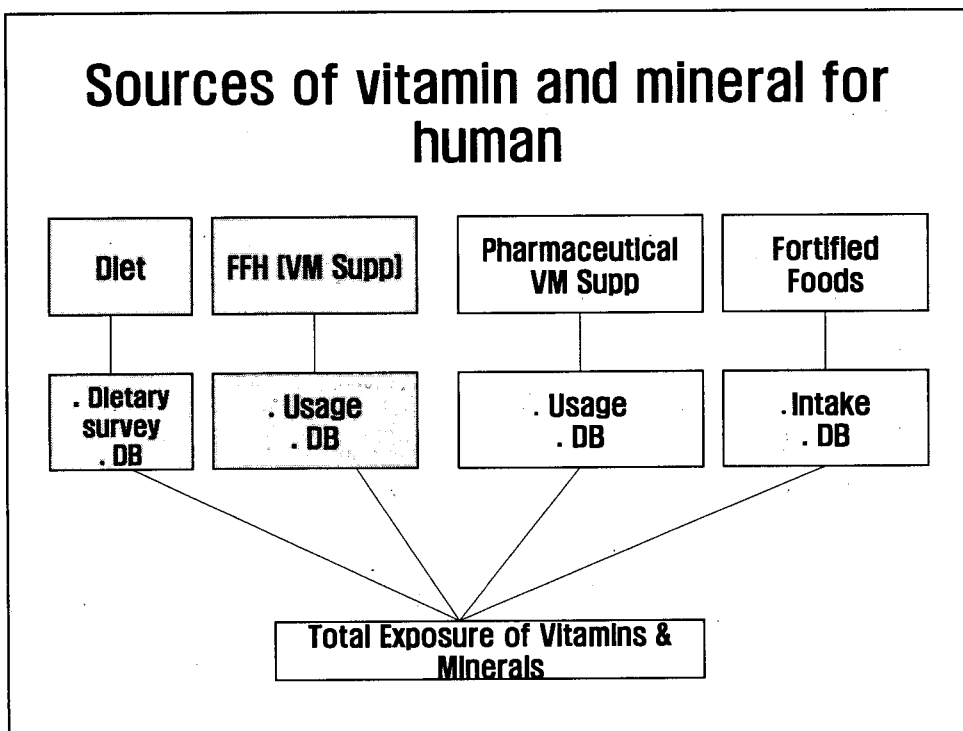 Sources of vitamin and mineral for
human
Diet
FFH (VM Supp)
Pharmaceutical
VM Supp
Fortified
Foods
. Dietary
survey
. DB
. Usage
. DB
. Usage
. DB
. Intake
. DB
Total Exposure of Vitamins &
Minerals